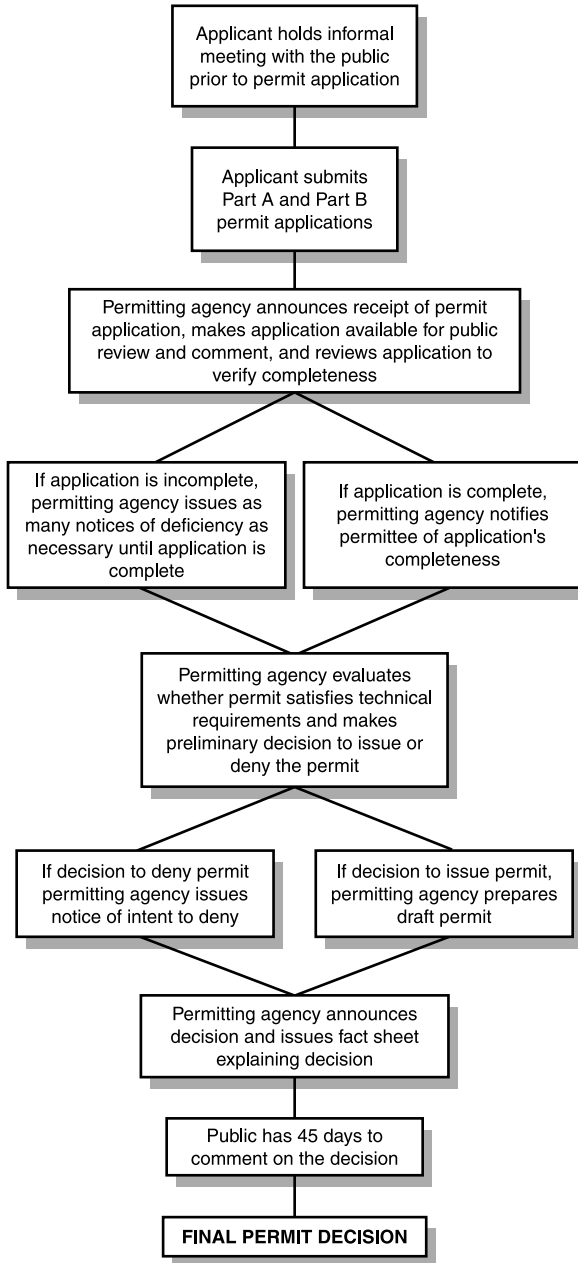 Applicant holds informal
meeting with the public
prior to permit application
Applicant submits
Part A and Part B
permit applications
Permitting agency announces receipt of permit
application, makes application available for public
review and comment, and reviews application to
verify completeness
If application is incomplete,
permitting agency issues as
many notices of deficiency as
necessary until application is
complete
If application is complete,
permitting agency notifies
permittee of application's
completeness
Permitting agency evaluates
whether permit satisfies technical
requirements and makes
preliminary decision to issue or
deny the permit
If decision to deny permit
permitting agency issues
notice of intent to deny
If decision to issue permit,
permitting agency prepares
draft permit
Permitting agency announces
decision and issues fact sheet
explaining decision
Public has 45 days to
comment on the decision
FINAL PERMIT DECISION